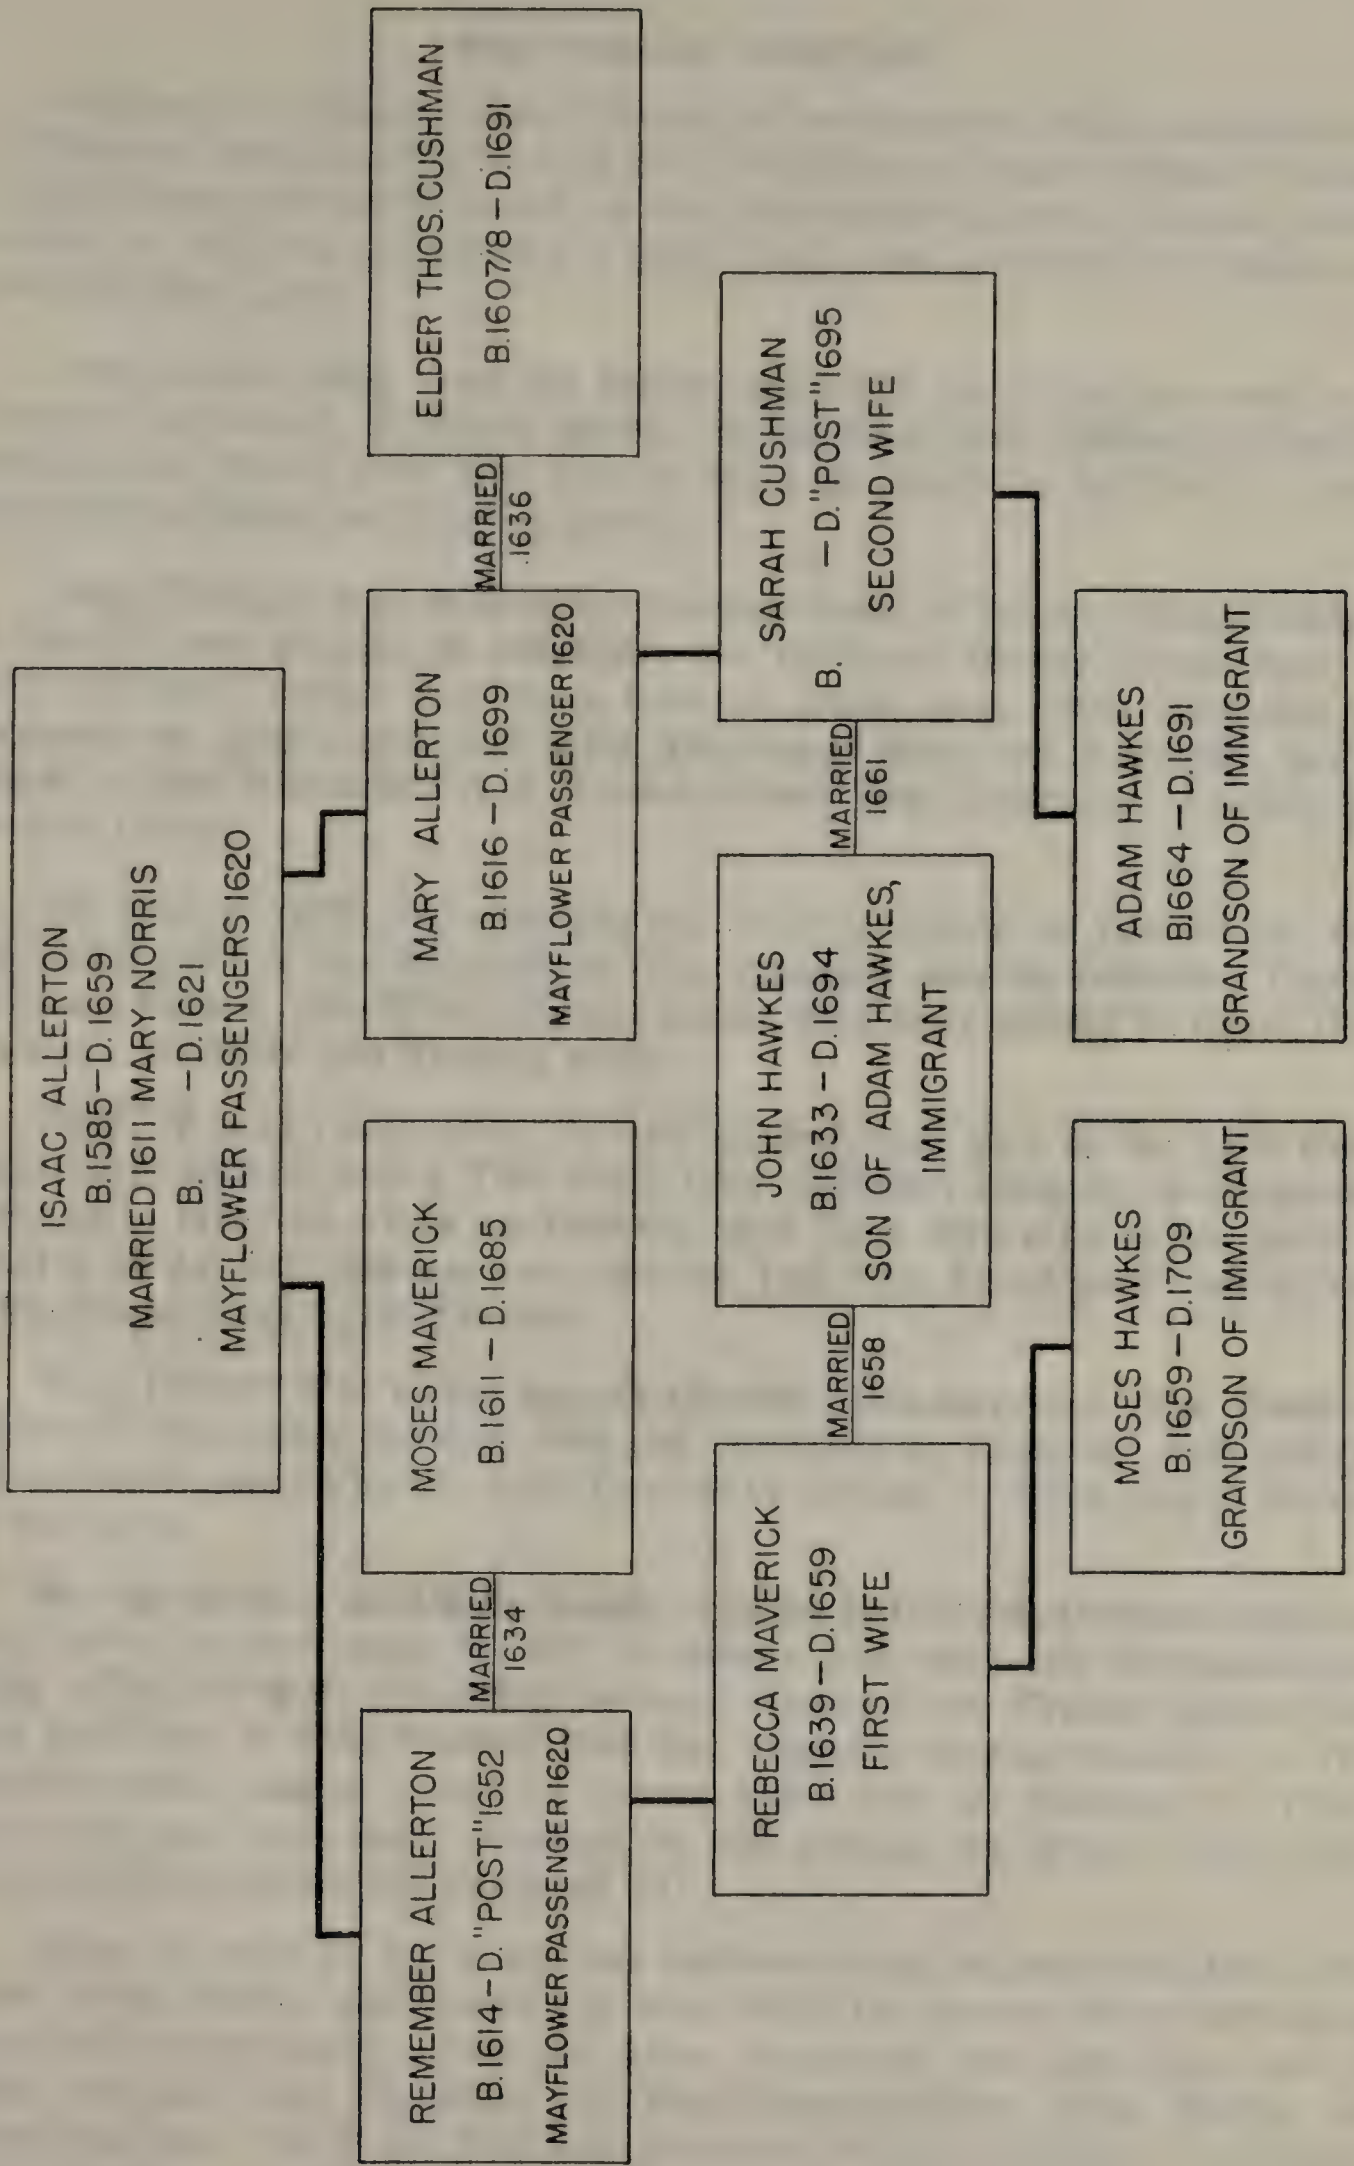 ISAAC ALLERTON
B.1585-D.1659
MARRIED 1611 MARY NORRIS
B. -D.1621
MAYFLOWER PASSENGERS 1620
REMEMBER ALLERTON
B.1614-D."POST"1652
MAYFLOWER PASSENGER 1620
MARRIED
1634
MOSES MAVERICK
B.1611-D.1685
MARY ALLERTON
B.1616-D.1699
MAYFLOWER PASSENGER 1620
MARRIED
1636
ELDER THOS. CUSHMAN
B.1607/8-D.1691
REBECCA MAVERICK
B.1639-D.1659
FIRST WIFE
MARRIED
1658
JOHN HAWKES
B.1633-D.1694
SON OF ADAM HAWKES,
IMMIGRANT
MARRIED
1661
SARAH CUSHMAN
B. -D."POST"1695
SECOND WIFE
MOSES HAWKES
B.1659-D.1709
GRANDSON OF IMMIGRANT
ADAM HAWKES
B.1664-D.1691
GRANDSON OF IMMIGRANT